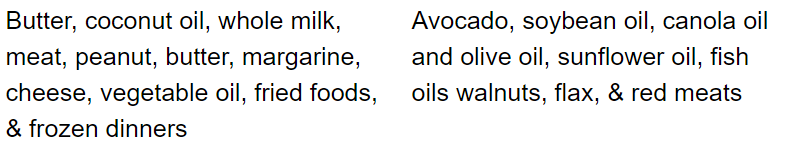 Butter, coconut oil, whole milk,
meat, peanut, butter, margarine,
cheese, vegetable oil, fried foods,
& frozen dinners
Avocado, soybean oil, canola oil
and olive oil, sunflower oil, fish
oils walnuts, flax, & red meats